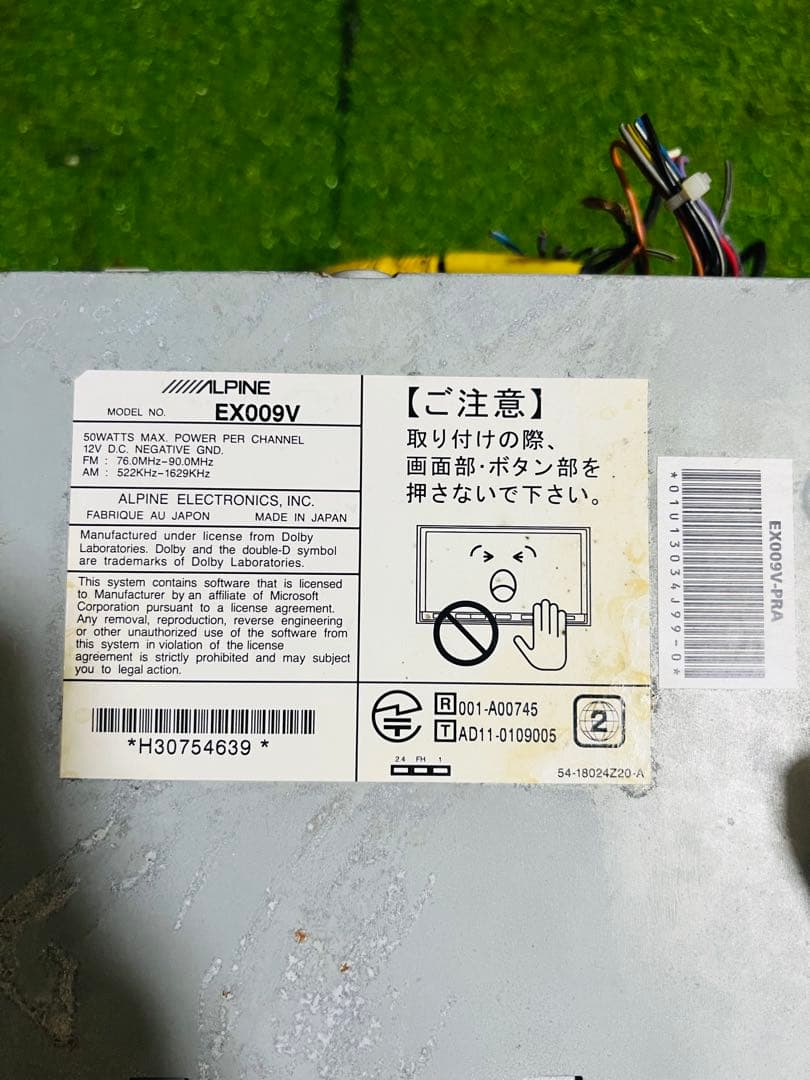 ALPINE
MODEL NO. EX009V
50WATTS MAX. POWER PER CHANNEL
12V D.C. NEGATIVE GND.
FM : 76.0MHz-90.0MHz
AM : 522KHz-1629KHz
ALPINE ELECTRONICS, INC.
FABRIQUE AU JAPON MADE IN JAPAN
Manufactured under license from Dolby
Laboratories. Dolby and the double-D symbol
are trademarks of Dolby Laboratories.
This system contains software that is licensed
to Manufacturer by an affiliate of Microsoft
Corporation pursuant to a license agreement.
Any removal, reproduction, reverse engineering
or other unauthorized use of the software from
this system in violation of the license
agreement is strictly prohibited and may subject
you to legal action.
*H30754639 *
【ご注意】
取り付けの際、
画面部・ボタン部を
押さないで下さい。
R 001-A00745
T AD11-0109005
2
2.4 FH 1
54-18024Z20-A
EX009V-PRA
*01U13034J99-0*